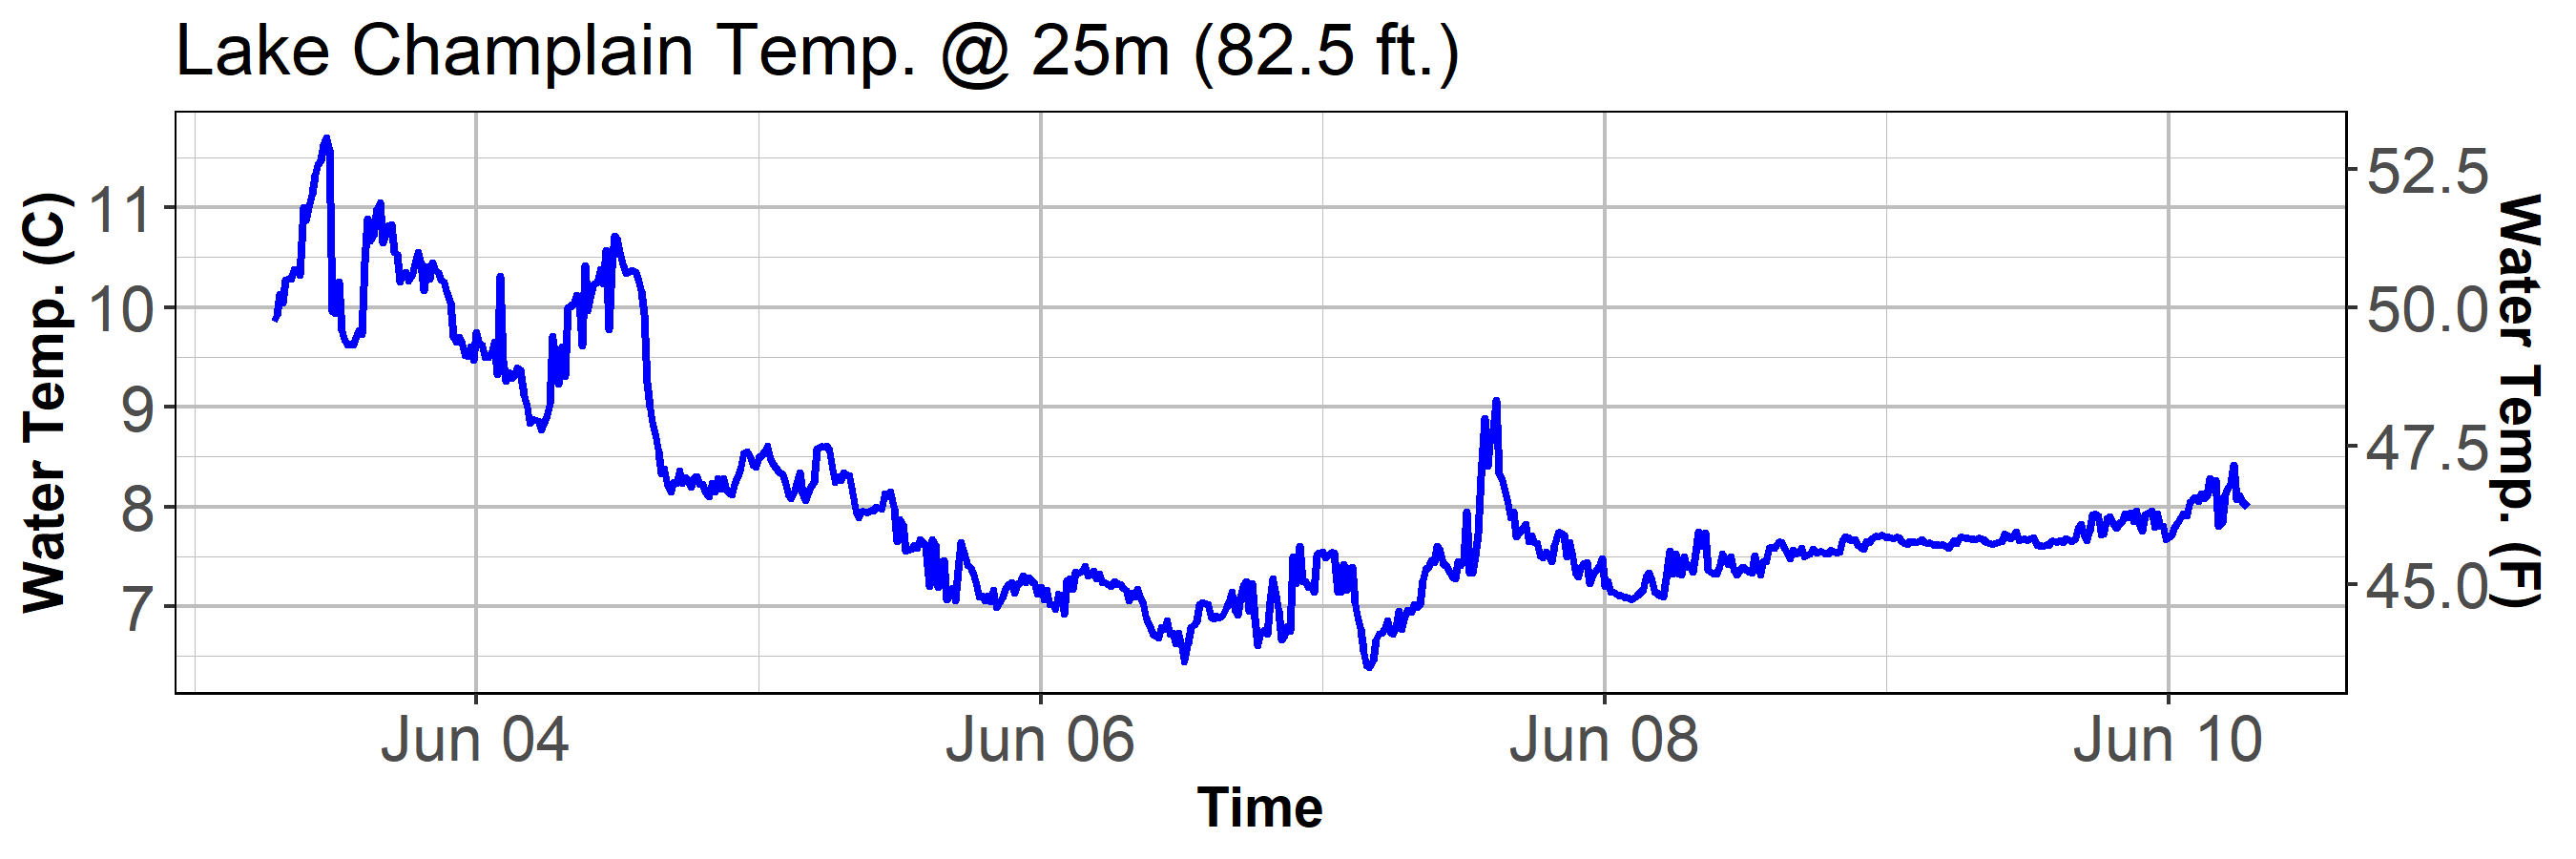 Lake Champlain Temp. @ 25m (82.5 ft.)
Water Temp. (C)
11
10
9
8
7
52.5
50.0
47.5
45.0
Water Temp. (F)
Jun 04 Jun 06 Jun 08 Jun 10
Time